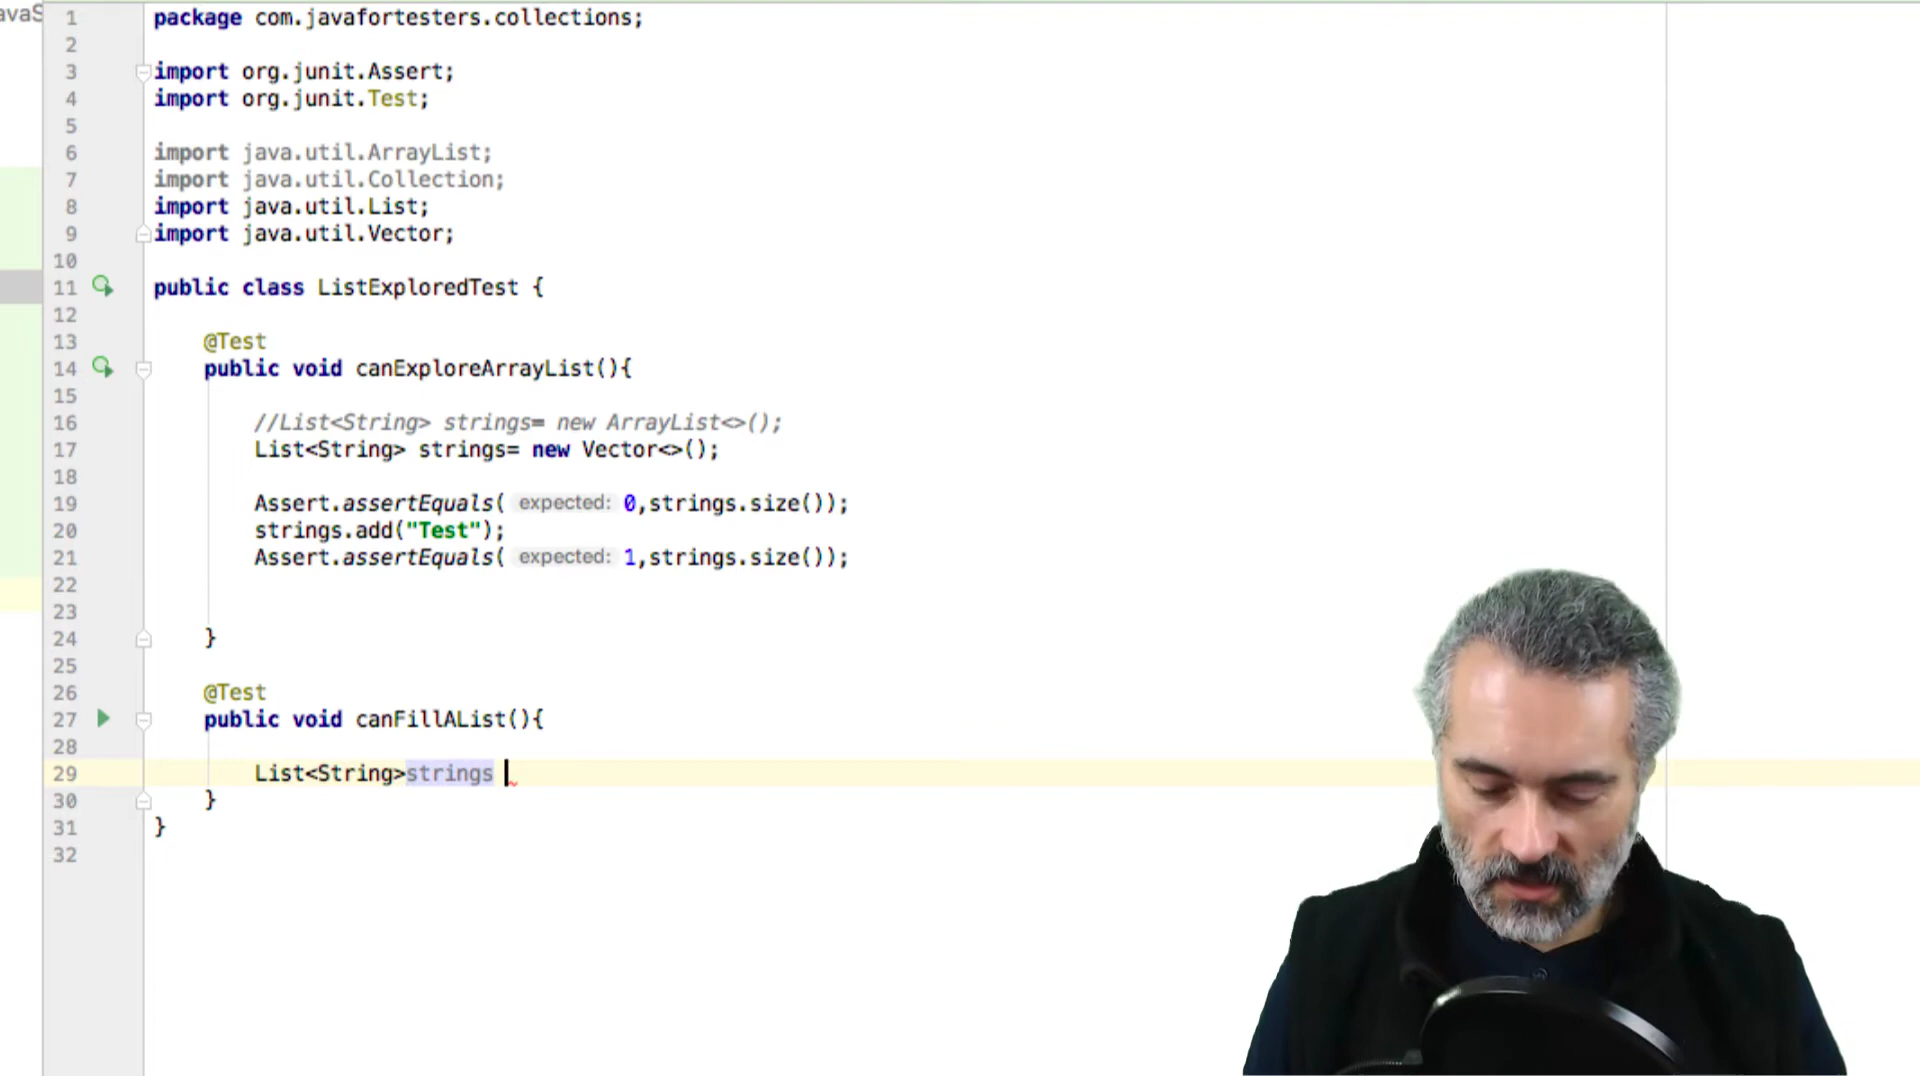 avaS
1 package com.javafortesters.collections;
2
3 import org.junit.Assert;
4 import org.junit.Test;
5
6 import java.util.ArrayList;
7 import java.util.Collection;
8 import java.util.List;
9 import java.util.Vector;
10
11 public class ListExploredTest {
12
13 @Test
14 public void canExploreArrayList(){
15
16 //List<String> strings= new ArrayList<>();
17 List<String> strings= new Vector<>();
18
19 Assert.assertEquals( expected: 0,strings.size());
20 strings.add("Test");
21 Assert.assertEquals( expected: 1,strings.size());
22
23
24 }
25
26 @Test
27 public void canFillAList(){
28
29 List<String>strings
30 }
31 }
32